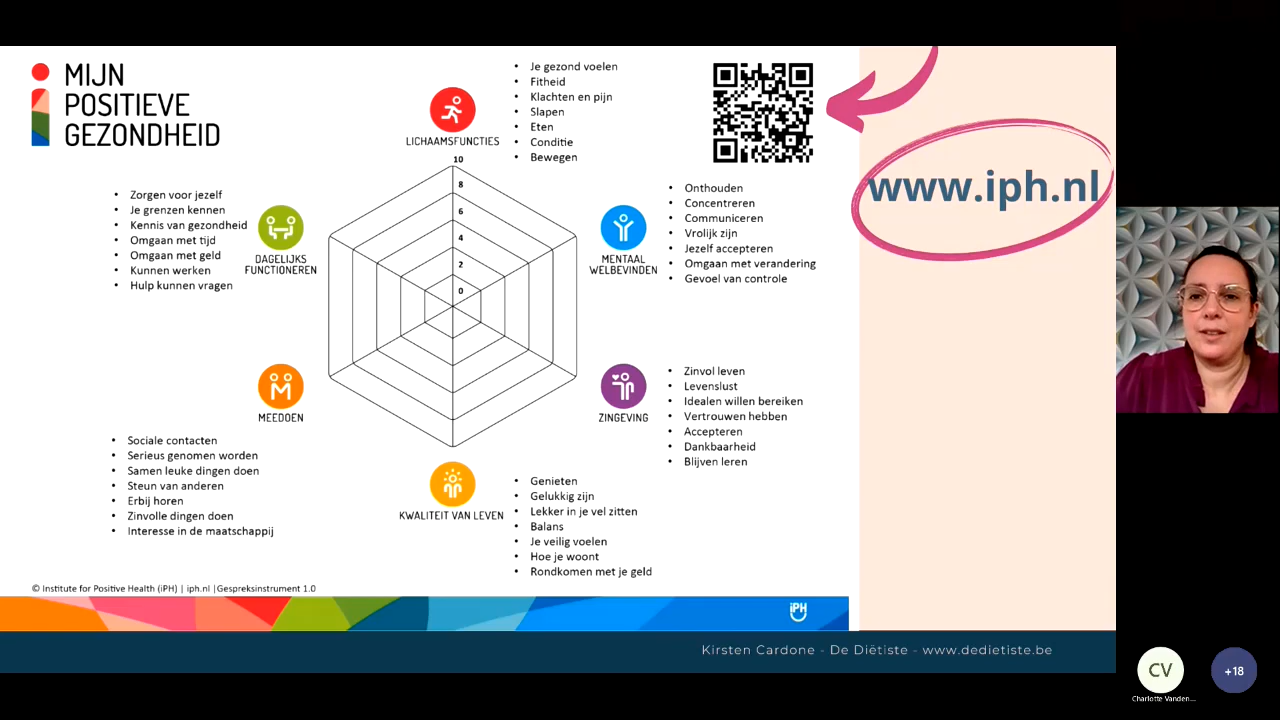 MIJN
POSITIEVE
GEZONDHEID
LICHAAMSFUNCTIES
• Je gezond voelen
• Fitheid
• Klachten en pijn
• Slapen
• Eten
• Conditie
• Bewegen
www.iph.nl
10
8
6
4
2
0
• Zorgen voor jezelf
• Je grenzen kennen
• Kennis van gezondheid
• Omgaan met tijd
• Omgaan met geld
• Kunnen werken
• Hulp kunnen vragen
DAGELIJKS
FUNCTIONEREN
MENTAAL
WELBEVINDEN
• Onthouden
• Concentreren
• Communiceren
• Vrolijk zijn
• Jezelf accepteren
• Omgaan met verandering
• Gevoel van controle
MEEDOEN
• Sociale contacten
• Serieus genomen worden
• Samen leuke dingen doen
• Steun van anderen
• Erbij horen
• Zinvolle dingen doen
• Interesse in de maatschappij
ZINGEVING
• Zinvol leven
• Levenslust
• Idealen willen bereiken
• Vertrouwen hebben
• Accepteren
• Dankbaarheid
• Blijven leren
KWALITEIT VAN LEVEN
• Genieten
• Gelukkig zijn
• Lekker in je vel zitten
• Balans
• Je veilig voelen
• Hoe je woont
• Rondkomen met je geld
© Institute for Positive Health (iPH) | iph.nl |Gespreksinstrument 1.0
iPH
Kirsten Cardone - De Diëtiste - www.dedietiste.be
CV
+18
Charlotte Vanden...